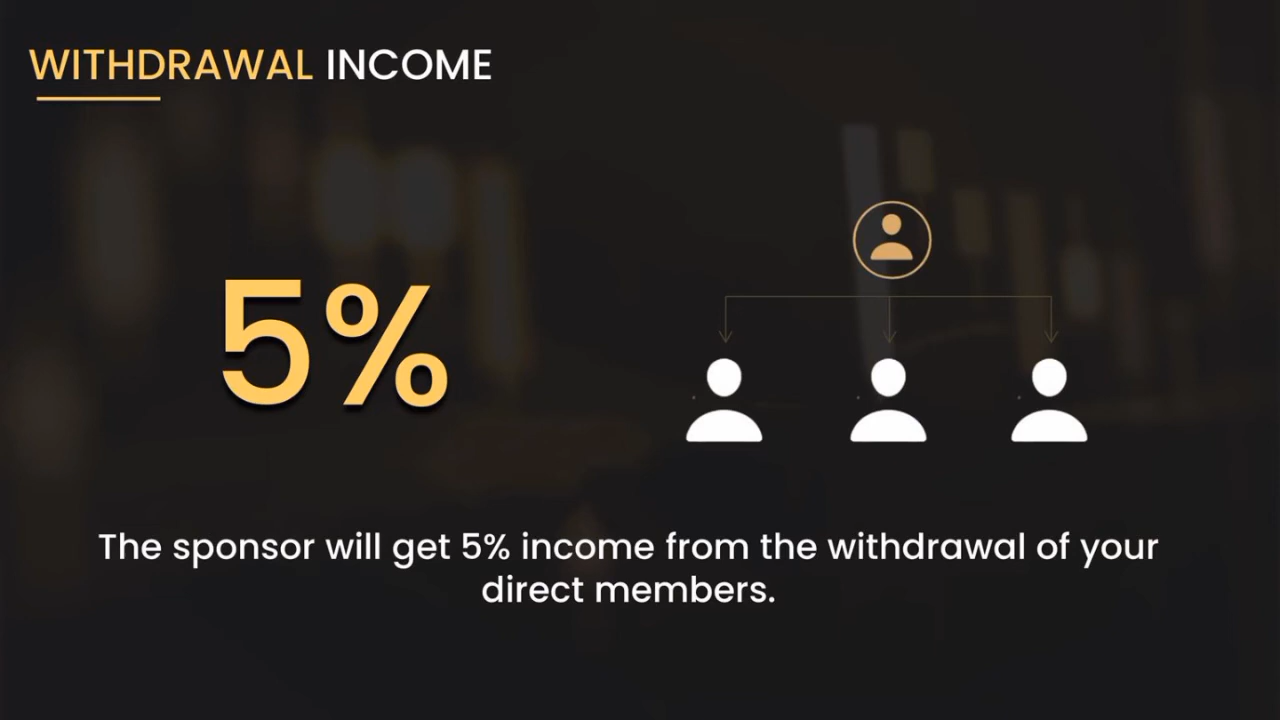 WITHDRAWAL INCOME
5%
The sponsor will get 5% income from the withdrawal of your
direct members.